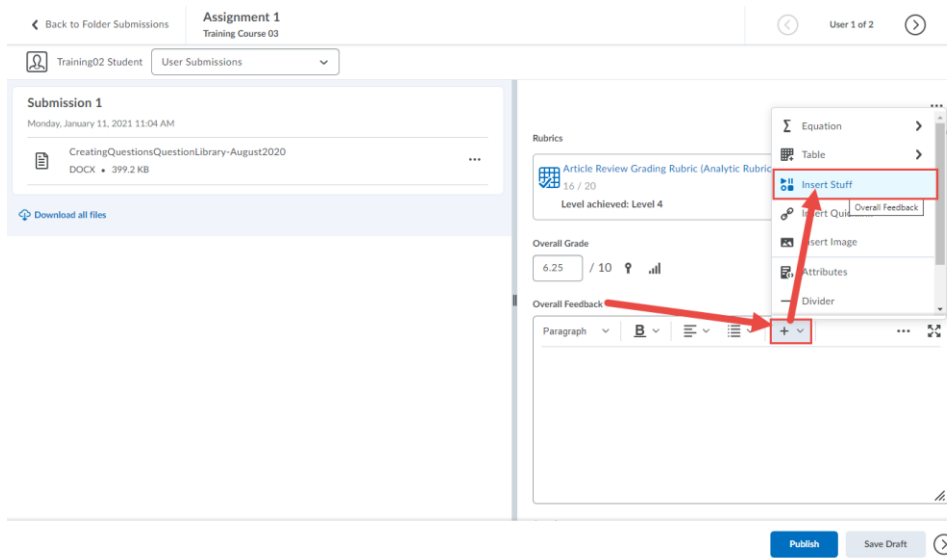 Back to Folder Submissions
Assignment 1
Training Course 03
User 1 of 2
Training02 Student
User Submissions
Submission 1
Monday, January 11, 2021 11:04 AM
CreatingQuestionsQuestionLibrary-August2020
DOCX • 399.2 KB
Download all files
Rubrics
Article Review Grading Rubric (Analytic Rubric
16 / 20
Level achieved: Level 4
Overall Grade
6.25 / 10
Overall Feedback
Paragraph
B
Σ Equation
Table
Insert Stuff
Overall Feedback
Insert
Insert Image
Attributes
Divider
Publish
Save Draft